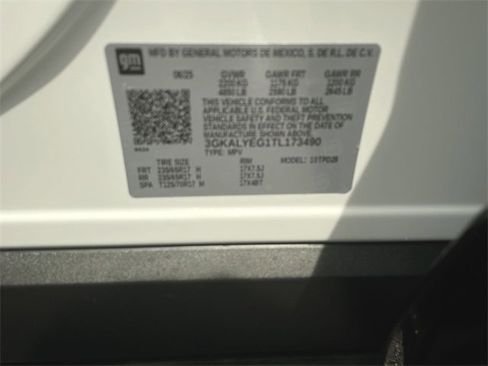 gm MFD BY GENERAL MOTORS DE MEXICO, S. DE R.L. DE C.V.
06/25 GVWR GAWR FRT GAWR RR
2200 KG 1175 KG 1200 KG
4850 LB 2590 LB 2645 LB
THIS VEHICLE CONFORMS TO ALL
APPLICABLE U.S. FEDERAL MOTOR
VEHICLE SAFETY, BUMPER, AND THEFT
PREVENTION STANDARDS IN EFFECT ON
THE DATE OF MANUFACTURE SHOWN ABOVE.
3GKALYEG1TL173490
TYPE: MPV
TIRE SIZE RIM
FRT 235/65R17 H 17X7.5J
RR 235/65R17 H 17X7.5J
SPA T125/70R17 M 17X4BT